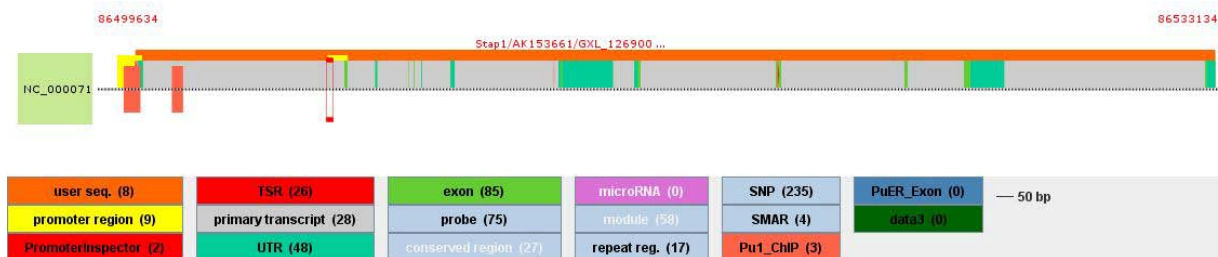 86499634 86533134
Stap1/AK153661/GXL_126900 ...
NC_000071
user seq. (8) TSR (26) exon (85) microRNA (0) SNP (235) PuER_Exon (0) 50 bp
promoter region (9) primary transcript (28) probe (75) module (58) SMAR (4) data3 (0)
PromoterInspector (2) UTR (48) conserved region (27) repeat reg. (17) Pu1_ChIP (3)